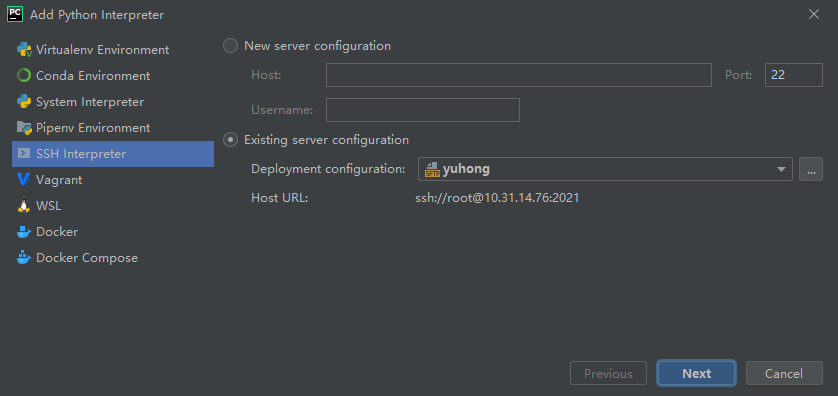 Add Python Interpreter
Virtualenv Environment
Conda Environment
System Interpreter
Pipenv Environment
SSH Interpreter
Vagrant
WSL
Docker
Docker Compose
New server configuration
Host: Port: 22
Username:
Existing server configuration
Deployment configuration: yuhong ...
Host URL: ssh://root@10.31.14.76:2021
Previous Next Cancel